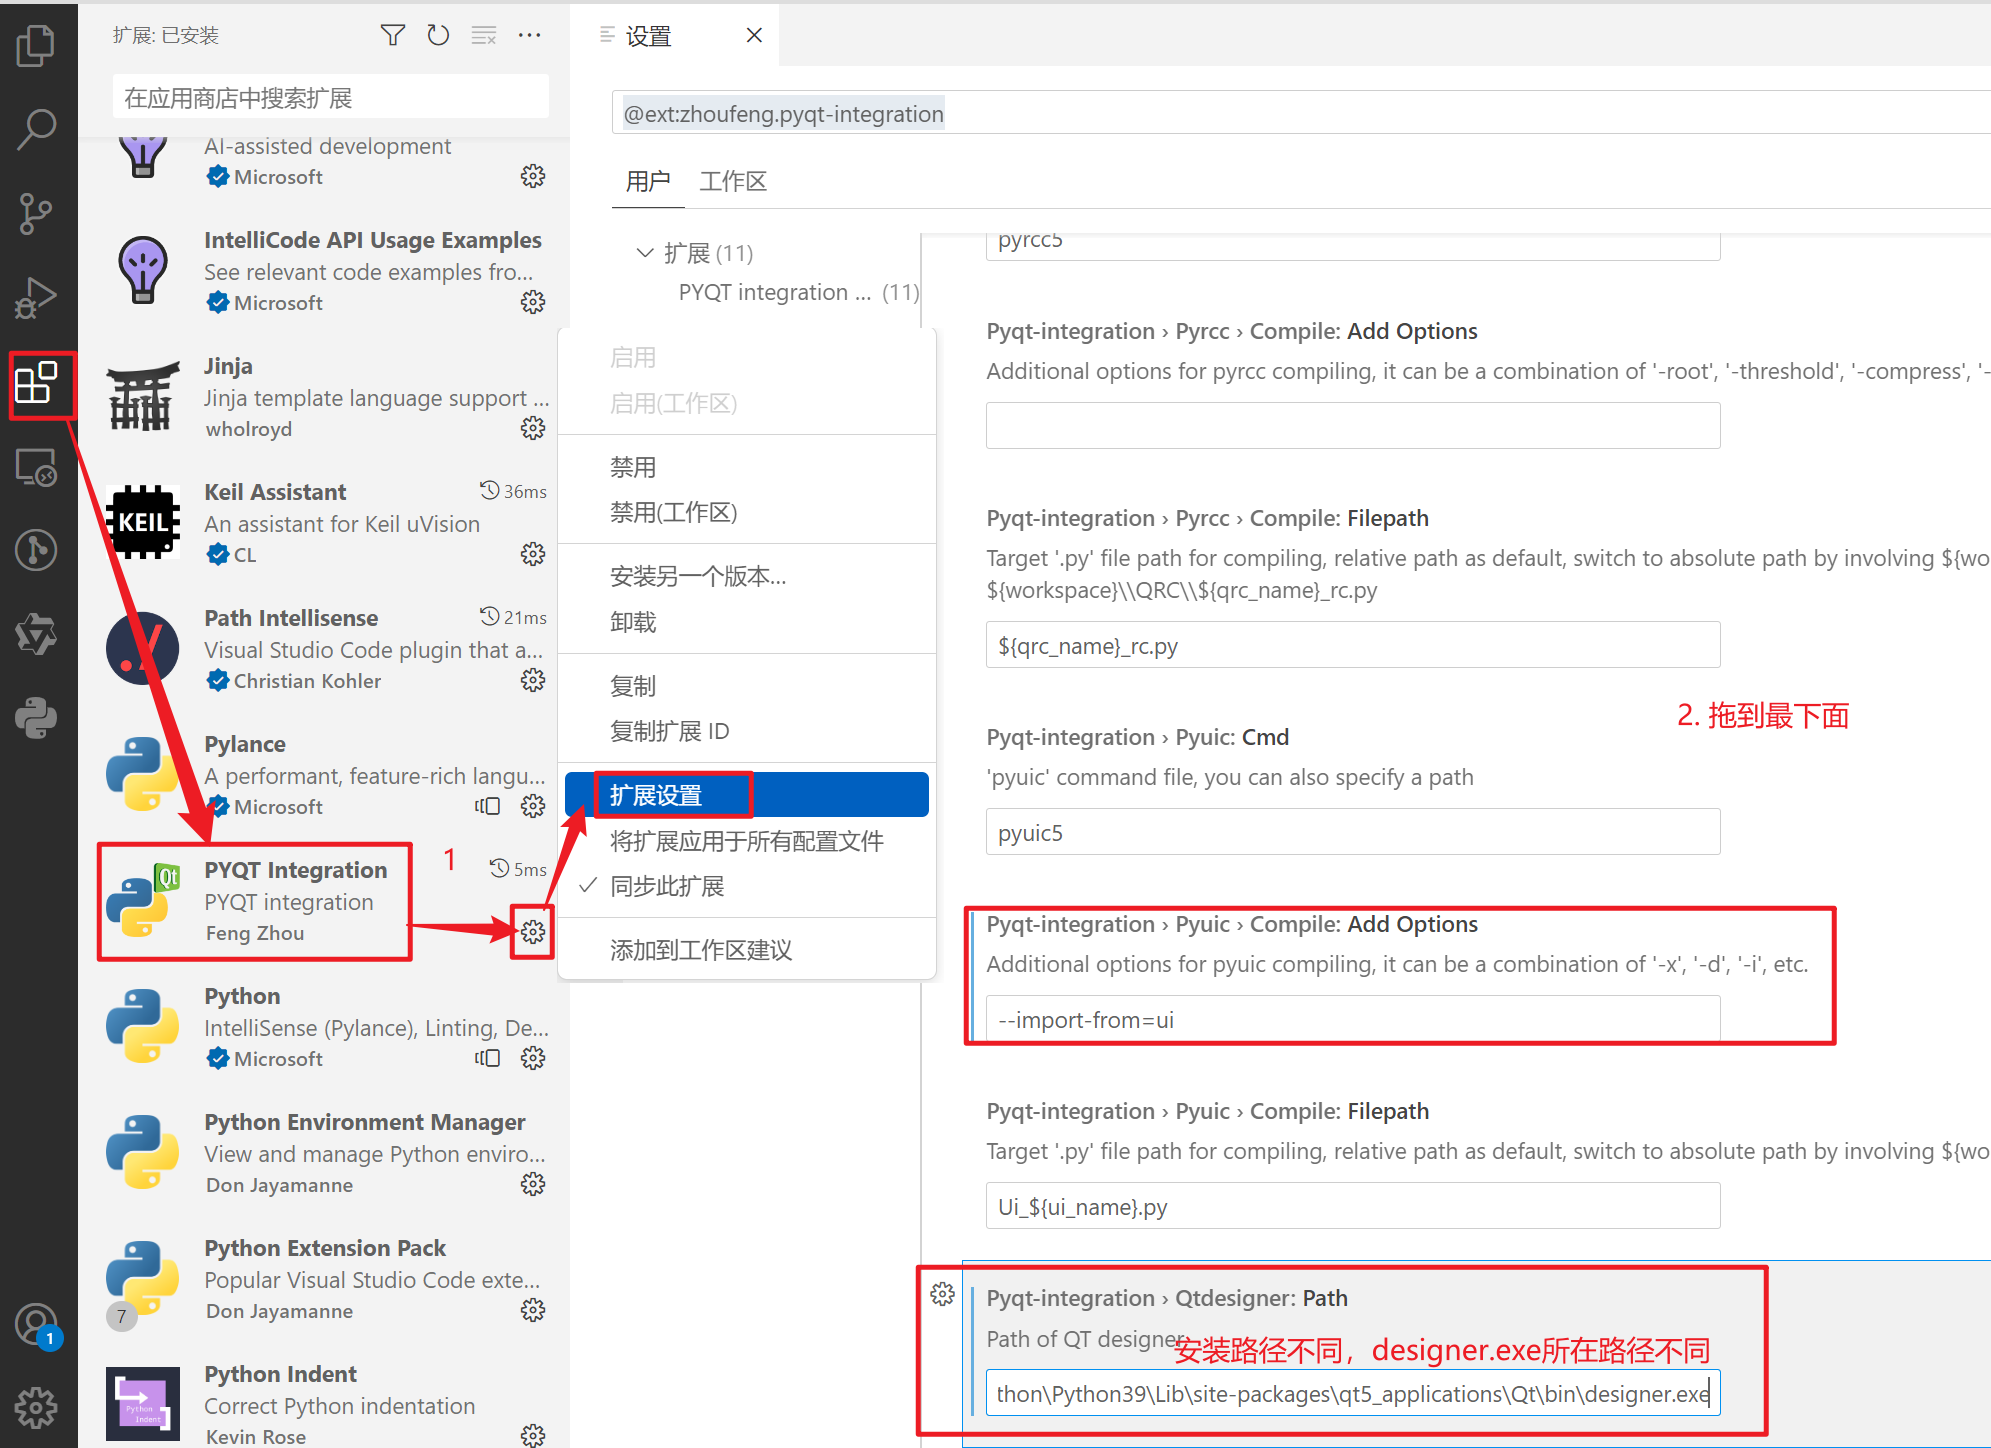 扩展: 已安装
在应用商店中搜索扩展
AI-assisted development
Microsoft
IntelliCode API Usage Examples
See relevant code examples fro...
Microsoft
Jinja
Jinja template language support ...
wholroyd
KEIL
Keil Assistant
36ms
An assistant for Keil uVision
CL
Path Intellisense
21ms
Visual Studio Code plugin that a...
Christian Kohler
Pylance
A performant, feature-rich langu...
Microsoft
Qt
PYQT Integration
1
5ms
PYQT integration
Feng Zhou
Python
IntelliSense (Pylance), Linting, De...
Microsoft
Python Environment Manager
View and manage Python enviro...
Don Jayamanne
Python Extension Pack
Popular Visual Studio Code exte...
Don Jayamanne
7
1
Python Indent
Correct Python indentation
Kevin Rose
Python
Indent
启用
启用(工作区)
禁用
禁用(工作区)
安装另一个版本...
卸载
复制
复制扩展 ID
扩展设置
将扩展应用于所有配置文件
同步此扩展
添加到工作区建议
设置
@ext:zhoufeng.pyqt-integration
用户 工作区
扩展 (11)
PYQT integration ... (11)
pyrcc5
Pyqt-integration › Pyrcc › Compile: Add Options
Additional options for pyrcc compiling, it can be a combination of '-root', '-threshold', '-compress', '-
Pyqt-integration › Pyrcc › Compile: Filepath
Target '.py' file path for compiling, relative path as default, switch to absolute path by involving ${wo
${workspace}\\QRC\\${qrc_name}_rc.py
${qrc_name}_rc.py
2. 拖到最下面
Pyqt-integration › Pyuic: Cmd
'pyuic' command file, you can also specify a path
pyuic5
Pyqt-integration › Pyuic › Compile: Add Options
Additional options for pyuic compiling, it can be a combination of '-x', '-d', '-i', etc.
--import-from=ui
Pyqt-integration › Pyuic › Compile: Filepath
Target '.py' file path for compiling, relative path as default, switch to absolute path by involving ${wo
Ui_${ui_name}.py
Pyqt-integration › Qtdesigner: Path
Path of QT designer.
安装路径不同，designer.exe所在路径不同
thon\Python39\Lib\site-packages\qt5_applications\Qt\bin\designer.exe